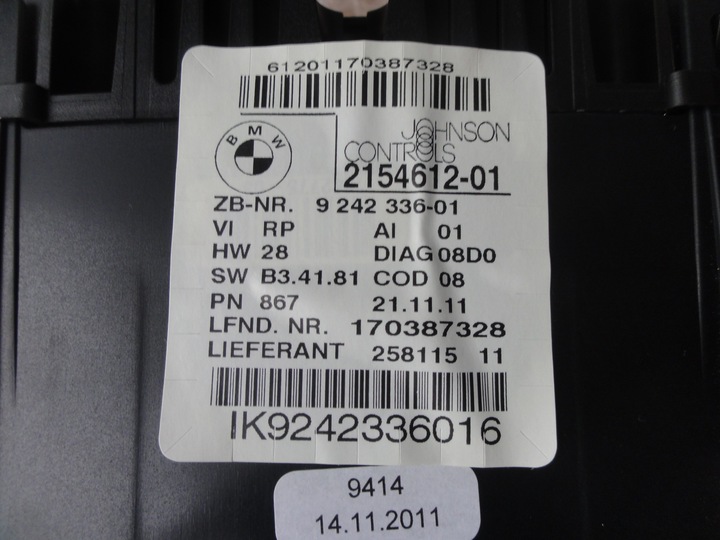 61201170387328
BMW
JOHNSON
CONTROLS
2154612-01
ZB-NR. 9 242 336-01
VI RP AI 01
HW 28 DIAG 08D0
SW B3.41.81 COD 08
PN 867 21.11.11
LFND. NR. 170387328
LIEFERANT 258115 11
IK9242336016
9414
14.11.2011